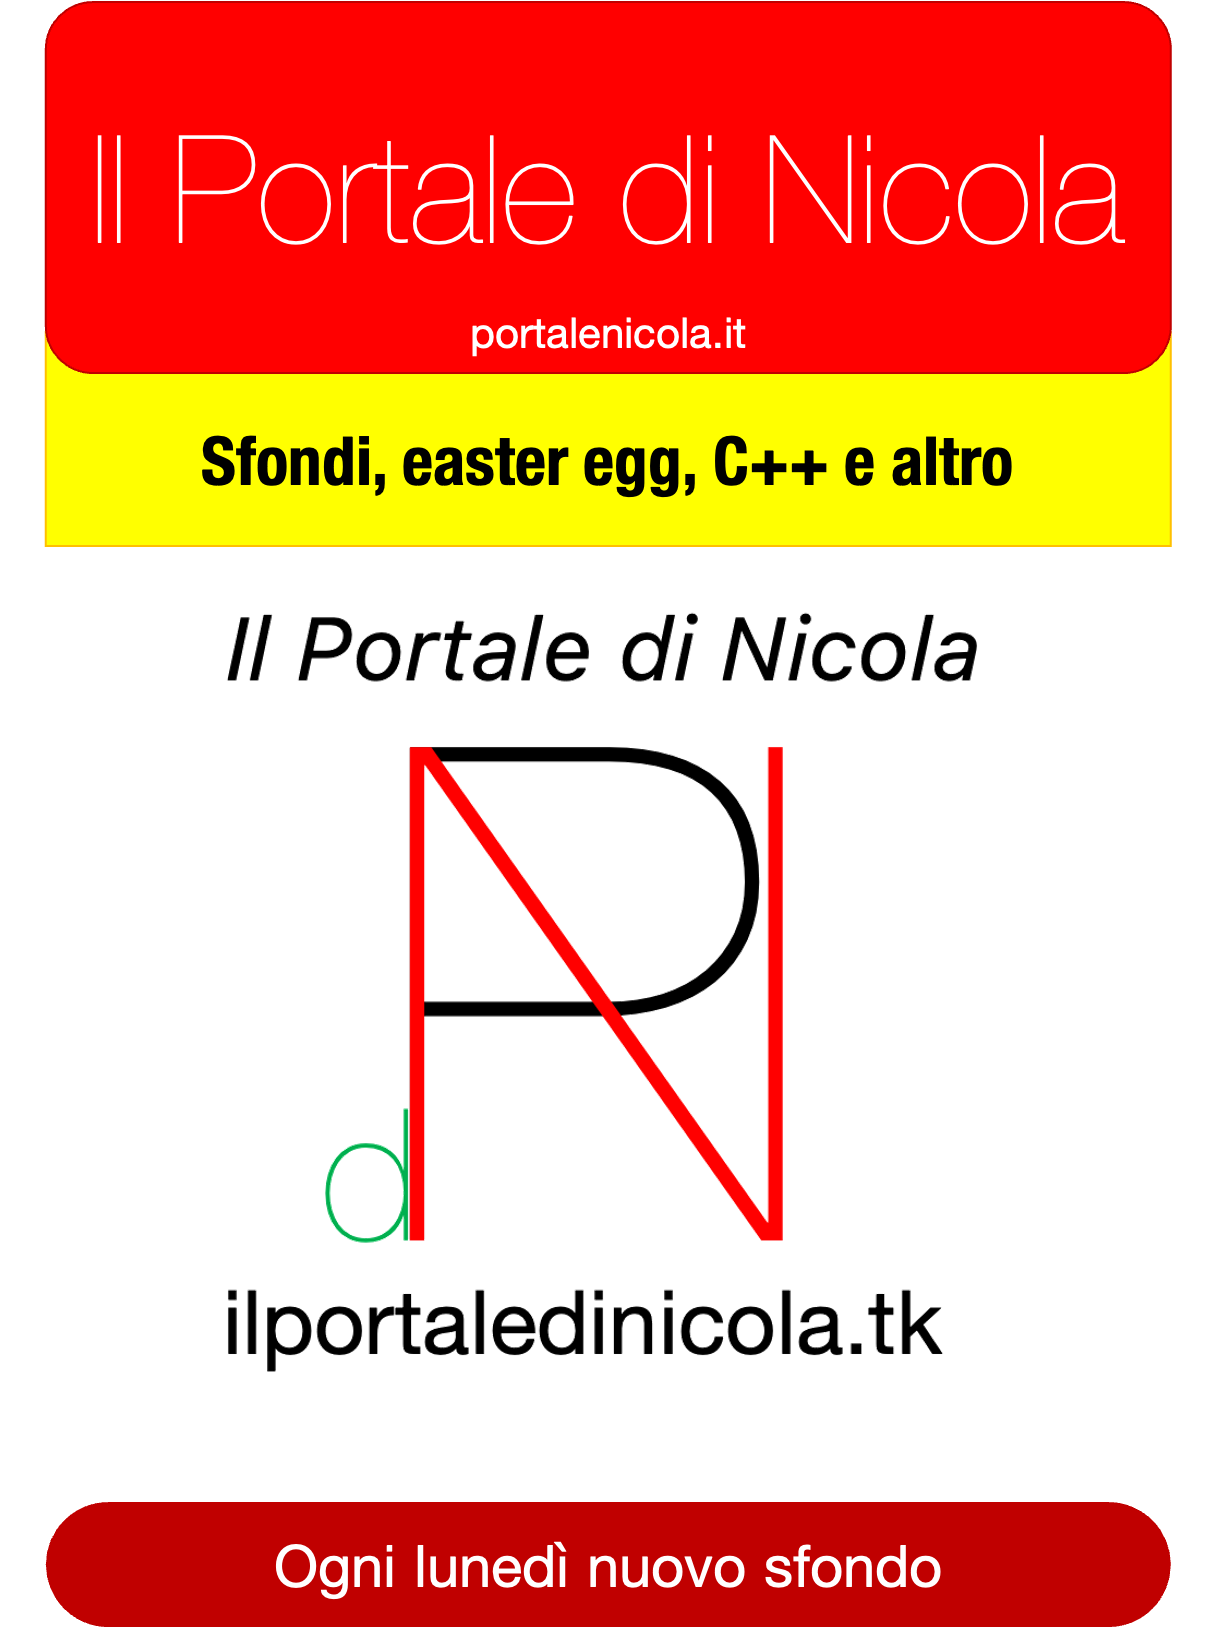 Il Portale di Nicola
portalenicola.it
Sfondi, easter egg, C++ e altro
Il Portale di Nicola
dPN
ilportaledinicola.tk
Ogni lunedì nuovo sfondo